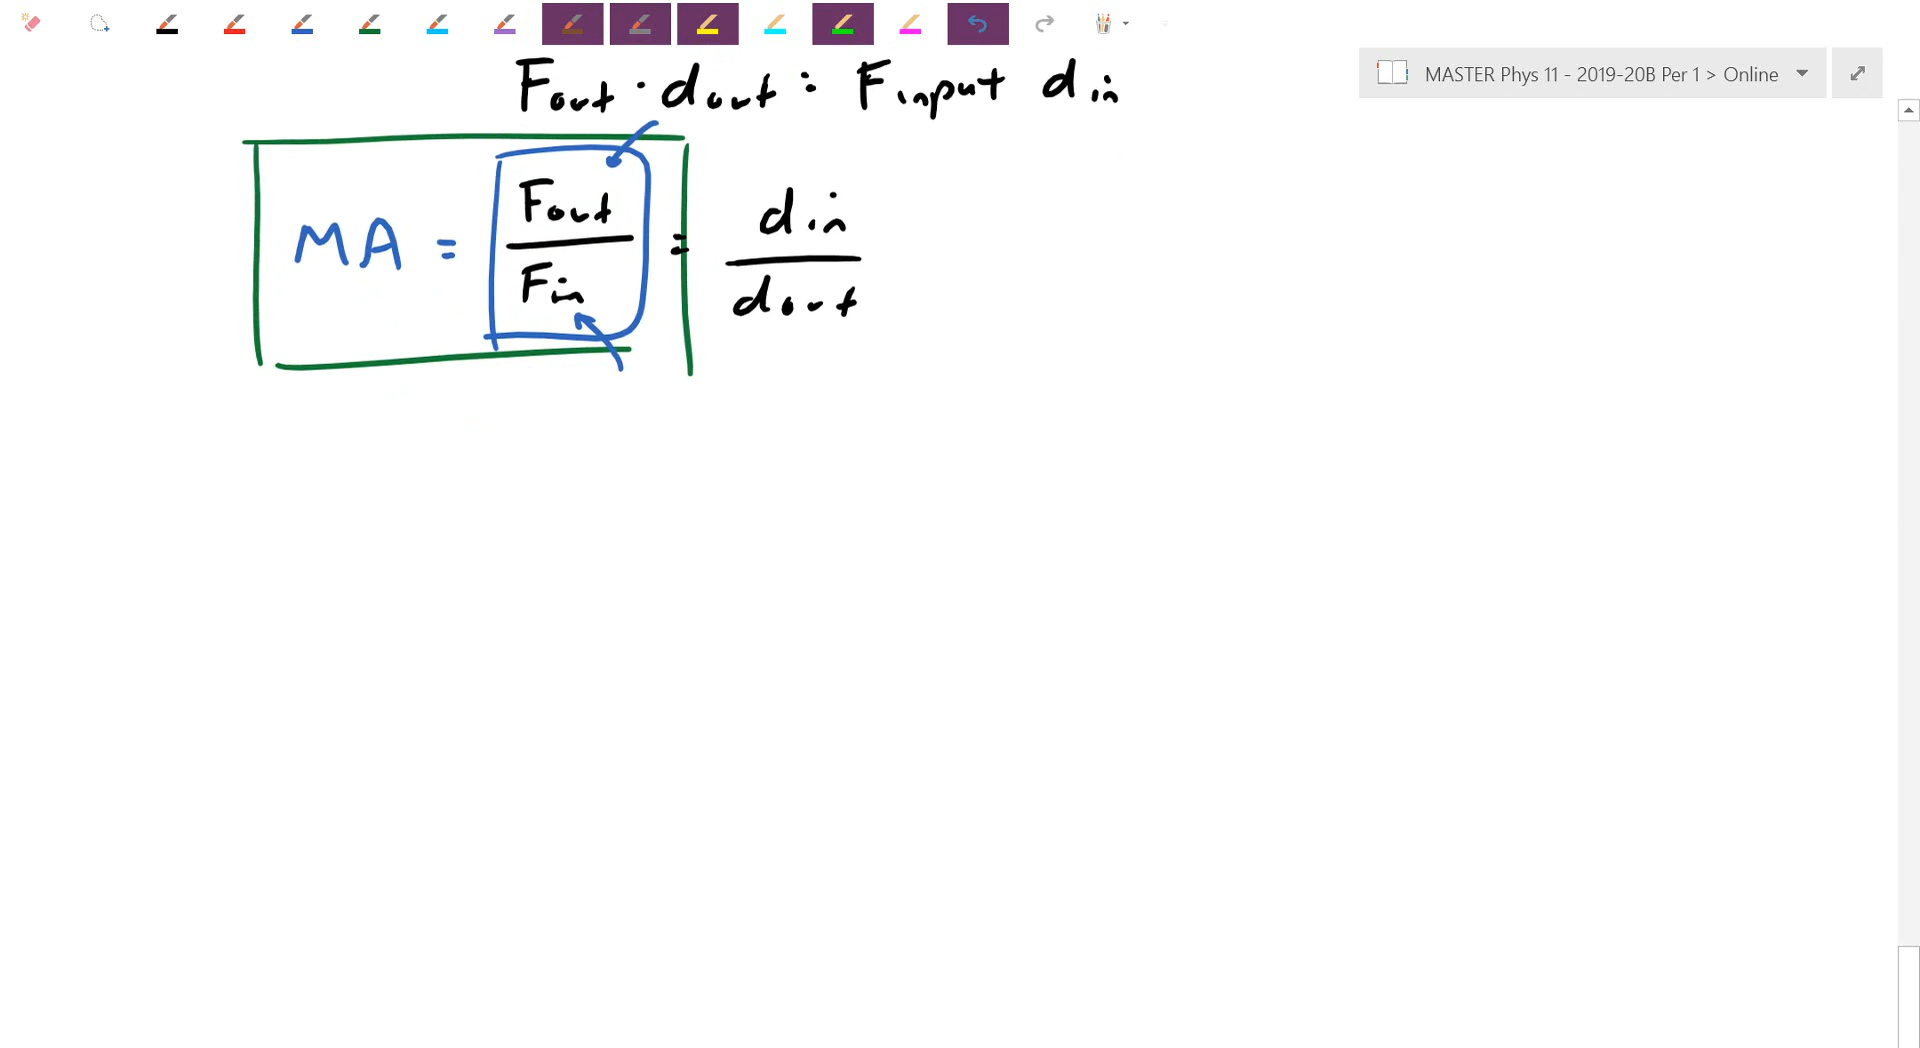 MASTER Phys 11 - 2019-20B Per 1 > Online
Fout · dout = Finput din
MA = Fout / Fin = din / dout